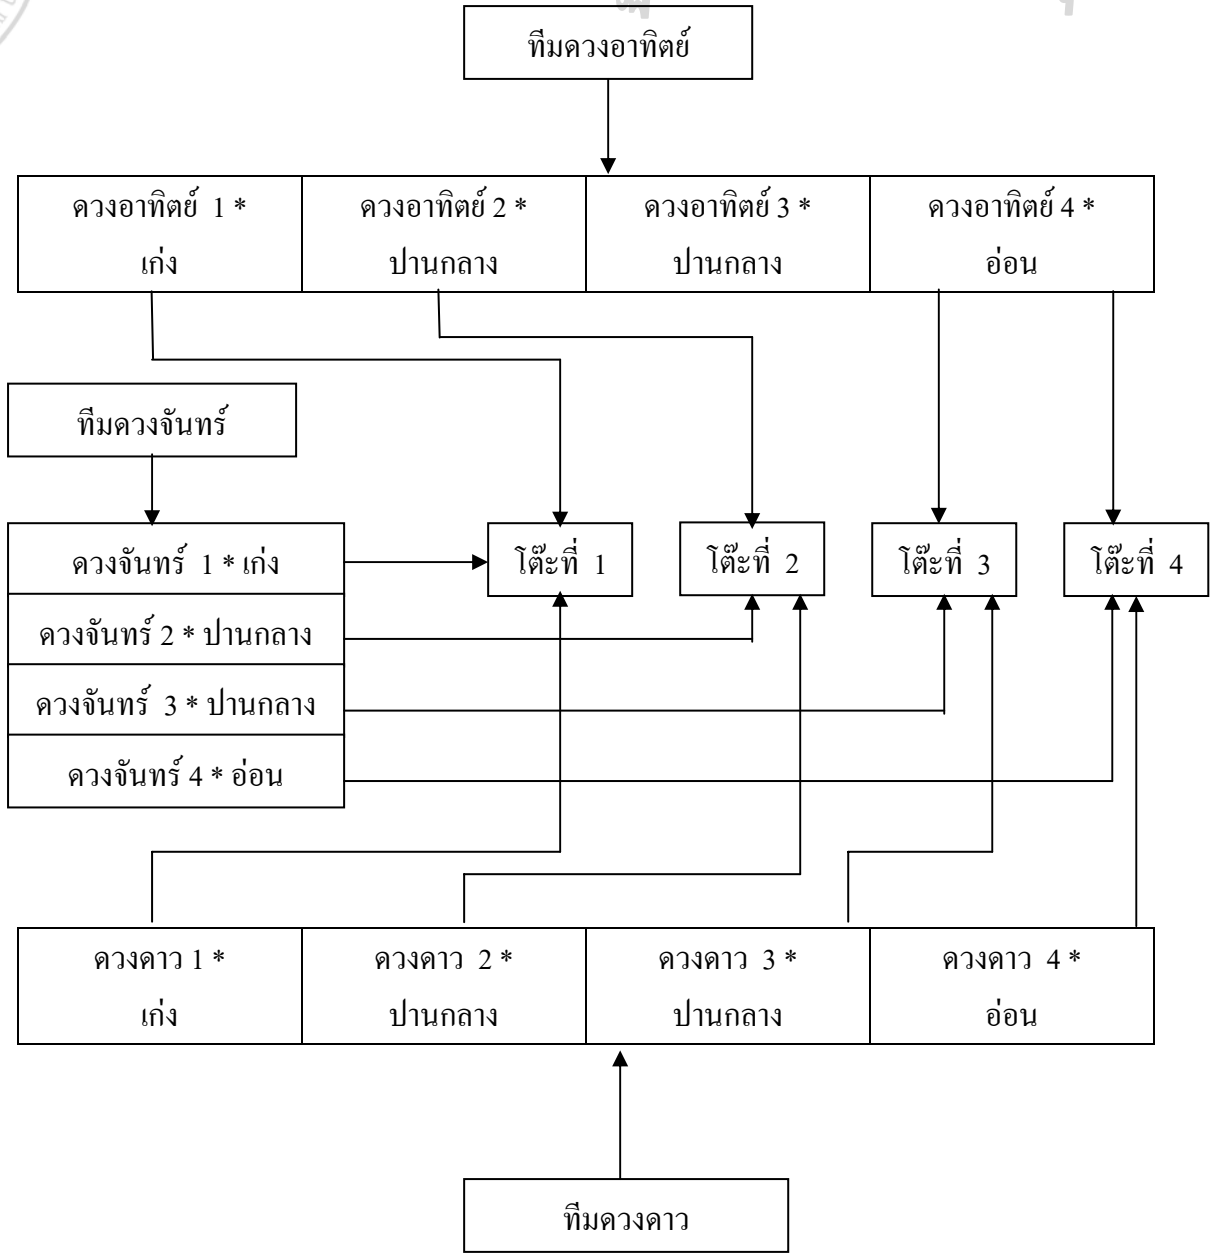 ทีมดวงอาทิตย์
ดวงอาทิตย์ 1 *
เก่ง
ดวงอาทิตย์ 2 *
ปานกลาง
ดวงอาทิตย์ 3 *
ปานกลาง
ดวงอาทิตย์ 4 *
อ่อน
ทีมดวงจันทร์
ดวงจันทร์ 1 * เก่ง
ดวงจันทร์ 2 * ปานกลาง
ดวงจันทร์ 3 * ปานกลาง
ดวงจันทร์ 4 * อ่อน
โต๊ะที่ 1
โต๊ะที่ 2
โต๊ะที่ 3
โต๊ะที่ 4
ดวงดาว 1 *
เก่ง
ดวงดาว 2 *
ปานกลาง
ดวงดาว 3 *
ปานกลาง
ดวงดาว 4 *
อ่อน
ทีมดวงดาว